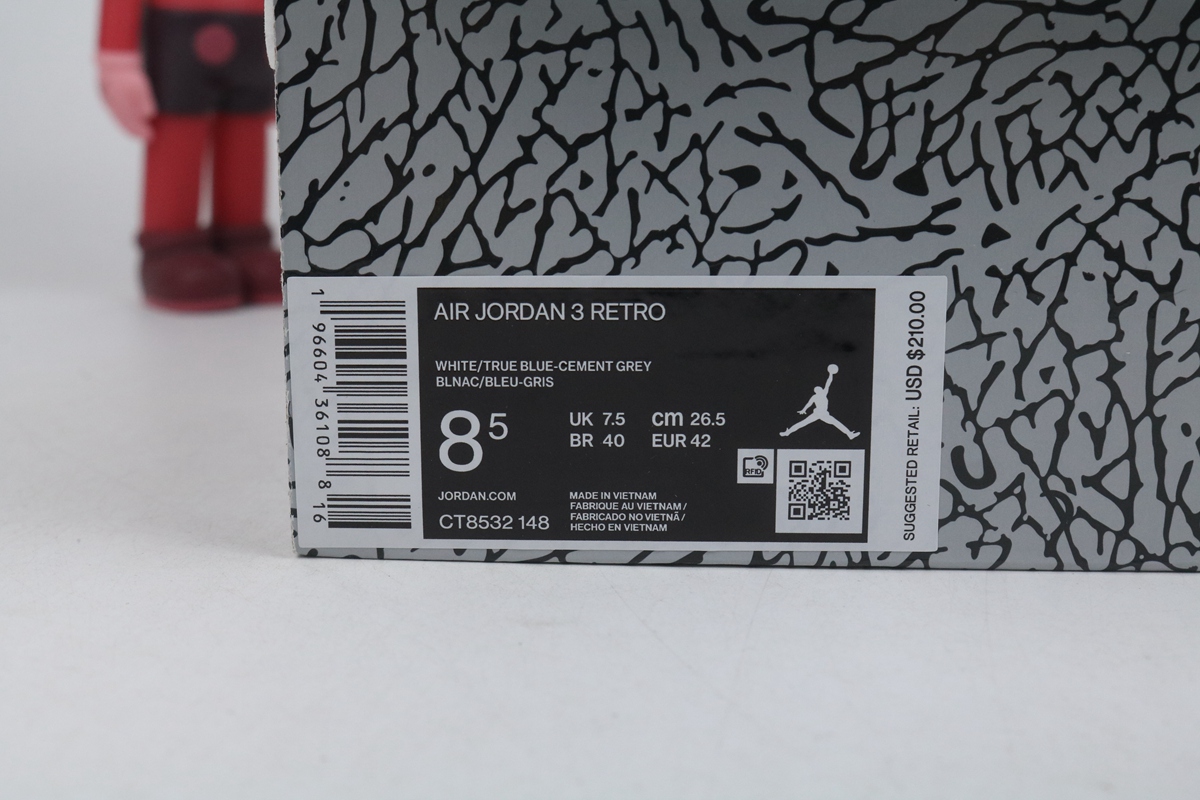 AIR JORDAN 3 RETRO
WHITE/TRUE BLUE-CEMENT GREY
BLNAC/BLEU-GRIS
8 5
UK 7.5 cm 26.5
BR 40 EUR 42
RFID
JORDAN.COM
CT8532 148
MADE IN VIETNAM
FABRIQUE AU VIETNAM /
FABRICADO NO VIETNÃ /
HECHO EN VIETNAM
1 96604 36108 8 16
SUGGESTED RETAIL: USD $210.00